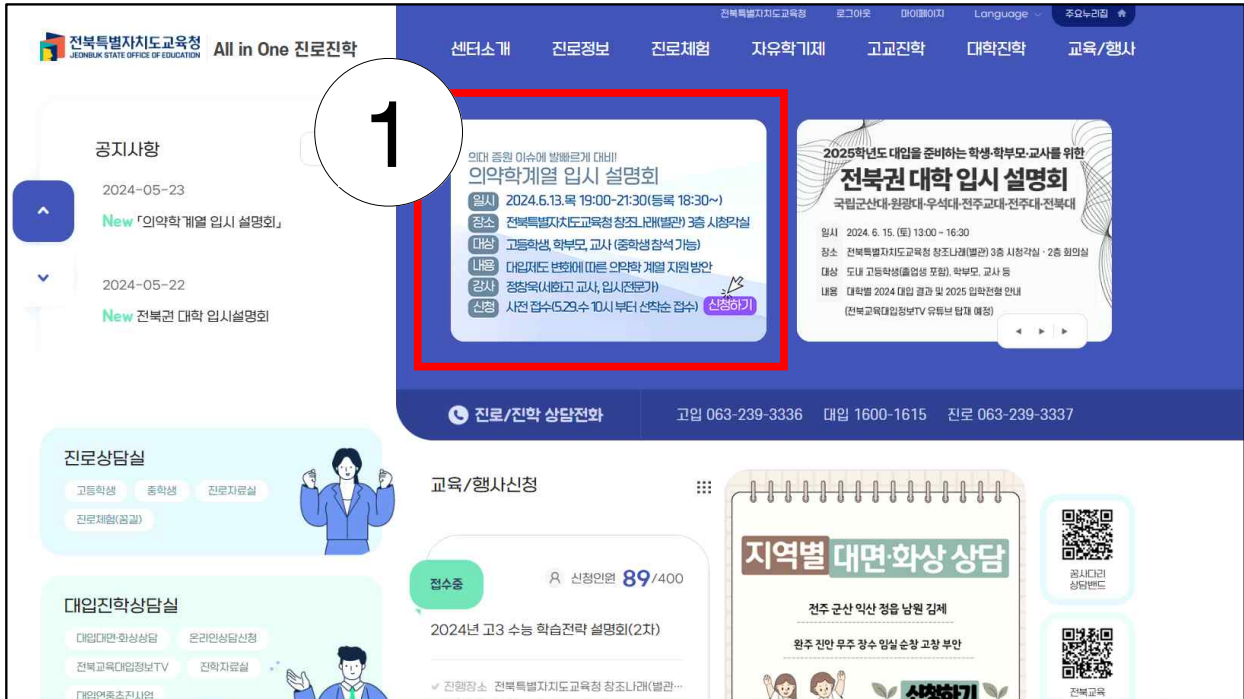 전북특별자치도교육청
로그아웃
마이페이지
Language
주요누리집
전북특별자치도교육청
JEONBUK STATE OFFICE OF EDUCATION
All in One 진로진학
센터소개
진로정보
진로체험
자유학기제
고교진학
대학진학
교육/행사
공지사항
2024-05-23
New 「의약학계열 입시 설명회」
2024-05-22
New 전북권 대학 입시설명회
1
의대 증원 이슈에 발빠르게 대비!
의약학계열 입시 설명회
일시 2024.6.13.목 19:00-21:30(등록 18:30~)
장소 전북특별자치도교육청 창조나래(별관) 3층 시청각실
대상 고등학생, 학부모, 교사 (중학생 참석 가능)
내용 대입제도 변화에 따른 의약학 계열 지원 방안
강사 정창욱(세화고 교사, 입시전문가)
신청 사전 접수(5.29.수 10시 부터 선착순 접수) 신청하기
2025학년도 대입을 준비하는 학생·학부모·교사를 위한
전북권 대학 입시 설명회
국립군산대·원광대·우석대·전주교대·전주대·전북대
일시 2024. 6. 15. (토) 13:00 ~ 16:30
장소 전북특별자치도교육청 창조나래(별관) 3층 시청각실 · 2층 회의실
대상 도내 고등학생(졸업생 포함), 학부모, 교사 등
내용 대학별 2024 대입 결과 및 2025 입학전형 안내
(전북교육대입정보TV 유튜브 탑재 예정)
진로/진학 상담전화
고입 063-239-3336
대입 1600-1615
진로 063-239-3337
진로상담실
고등학생
중학생
진로자료실
진로체험(꿈길)
대입진학상담실
대입대면·화상상담
온라인상담신청
전북교육대입정보TV
진학자료실
대입연중추진사업
교육/행사신청
접수중
신청인원 89/400
2024년 고3 수능 학습전략 설명회(2차)
진행장소 전북특별자치도교육청 창조나래(별관…
지역별 대면·화상 상담
전주 군산 익산 정읍 남원 김제
완주 진안 무주 장수 임실 순창 고창 부안
신청하기
꿈사다리
상담밴드
전북교육